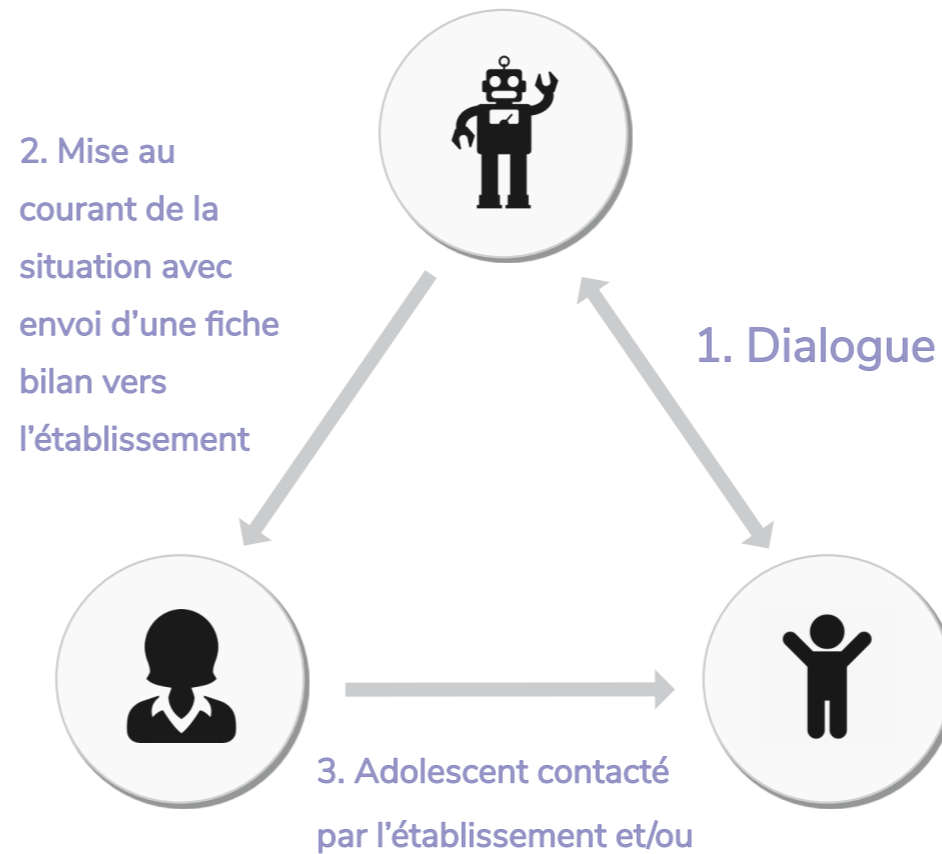 1. Dialogue
2. Mise au
courant de la
situation avec
envoi d’une fiche
bilan vers
l’établissement
3. Adolescent contacté
par l’établissement et/ou